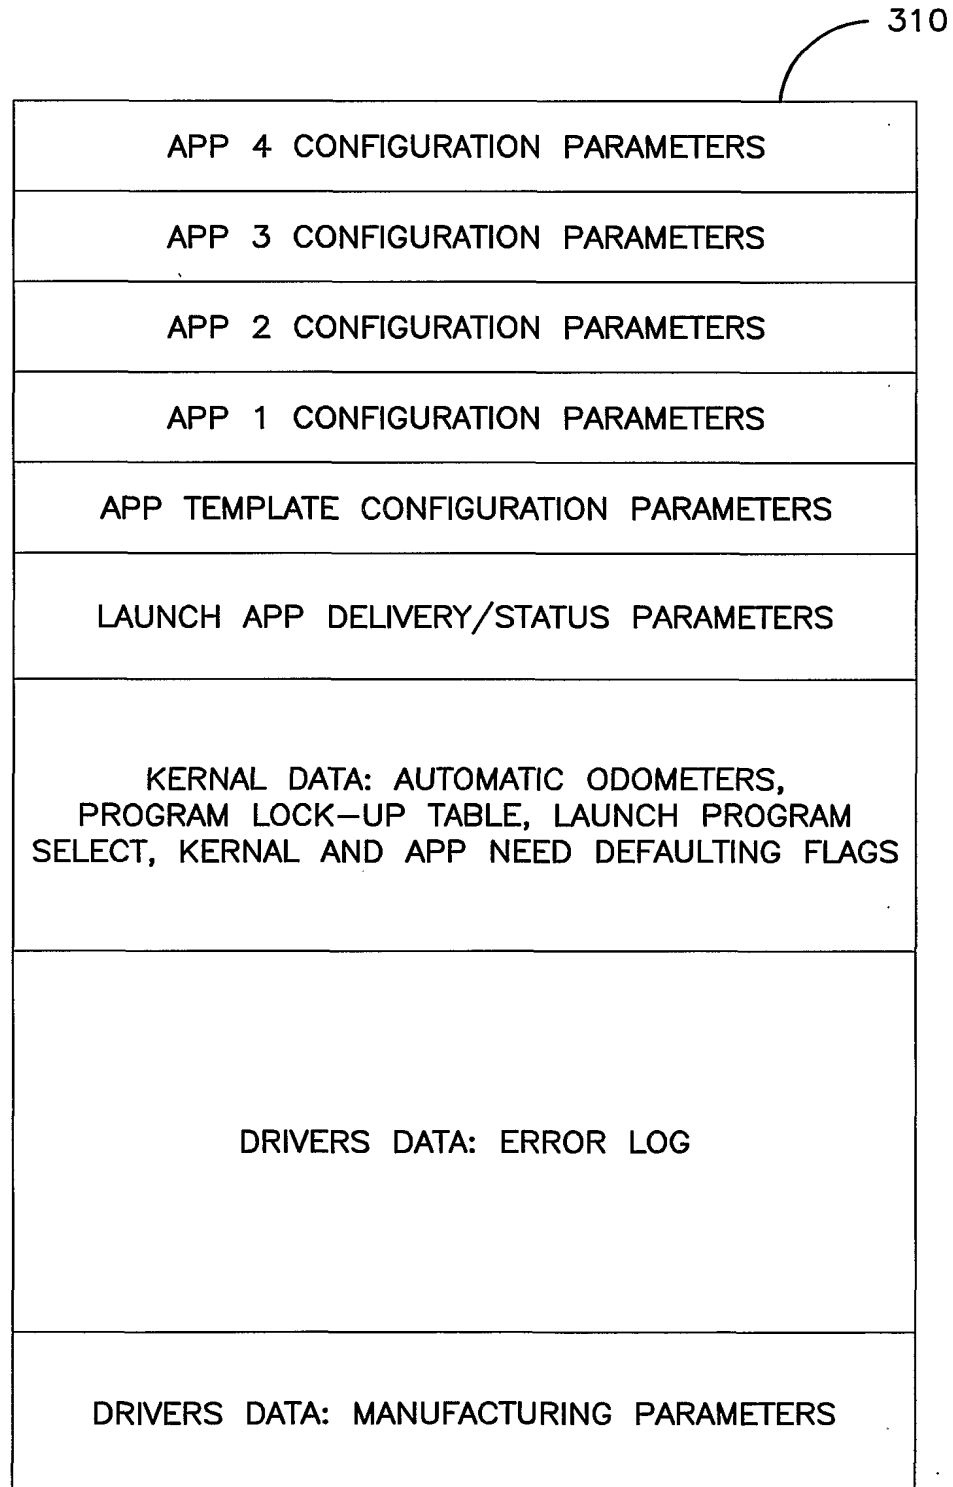 310
APP 4 CONFIGURATION PARAMETERS
APP 3 CONFIGURATION PARAMETERS
APP 2 CONFIGURATION PARAMETERS
APP 1 CONFIGURATION PARAMETERS
APP TEMPLATE CONFIGURATION PARAMETERS
LAUNCH APP DELIVERY/STATUS PARAMETERS
KERNAL DATA: AUTOMATIC ODOMETERS,
PROGRAM LOCK–UP TABLE, LAUNCH PROGRAM
SELECT, KERNAL AND APP NEED DEFAULTING FLAGS
DRIVERS DATA: ERROR LOG
DRIVERS DATA: MANUFACTURING PARAMETERS